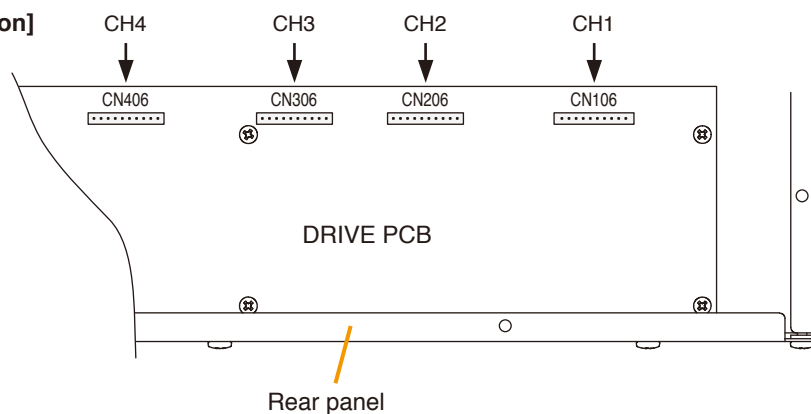 on]
CH4 CH3 CH2 CH1
CN406 CN306 CN206 CN106
DRIVE PCB
Rear panel